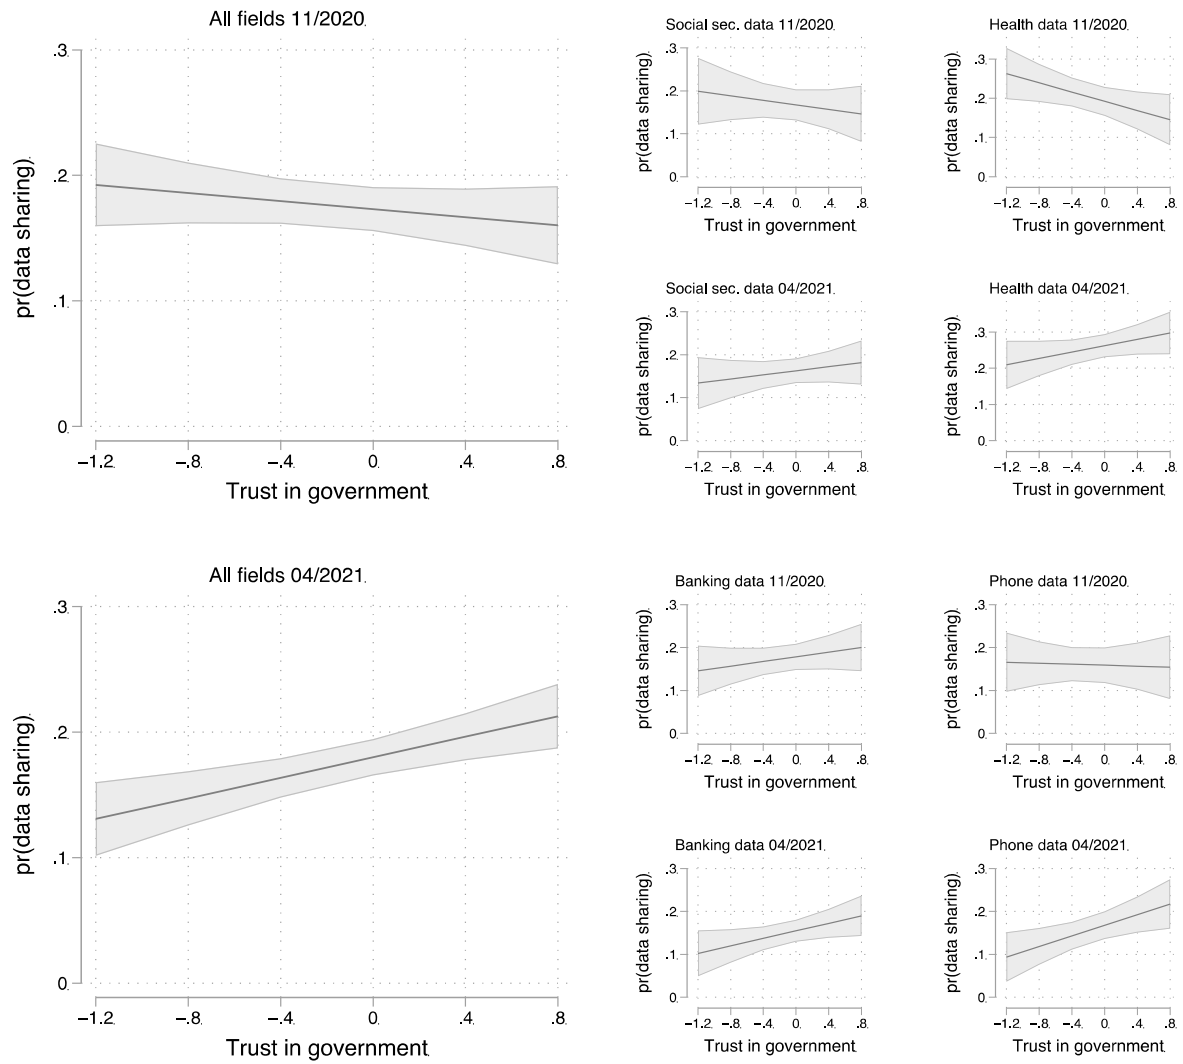 All fields 11/2020.
.3.
.2.
.1.
0.
pr(data sharing).
−1.2. −.8. −.4. 0. .4. .8.
Trust in government.
Social sec. data 11/2020.
.3.
.2.
.1.
0.
pr(data sharing).
−1.2. −.8. −.4. 0. .4. .8.
Trust in government.
Health data 11/2020.
.3.
.2.
.1.
0.
pr(data sharing).
−1.2. −.8. −.4. 0. .4. .8.
Trust in government.
Social sec. data 04/2021.
.3.
.2.
.1.
0.
pr(data sharing).
−1.2. −.8. −.4. 0. .4. .8.
Trust in government.
Health data 04/2021.
.3.
.3.
.2.
.1.
0.
pr(data sharing).
−1.2. −.8. −.4. 0. .4. .8.
Trust in government.
All fields 04/2021.
.3.
.2.
.1.
0.
pr(data sharing).
−1.2. −.8. −.4. 0. .4. .8.
Trust in government.
Banking data 11/2020.
.3.
.2.
.1.
0.
pr(data sharing).
−1.2. −.8. −.4. 0. .4. .8.
Trust in government.
Phone data 11/2020.
.3.
.2.
.1.
0.
pr(data sharing).
−1.2. −.8. −.4. 0. .4. .8.
Trust in government.
Banking data 04/2021.
.3.
.2.
.1.
0.
pr(data sharing).
−1.2. −.8. −.4. 0. .4. .8.
Trust in government.
Phone data 04/2021.
.3.
.2.
.1.
0.
pr(data sharing).
−1.2. −.8. −.4. 0. .4. .8.
Trust in government.